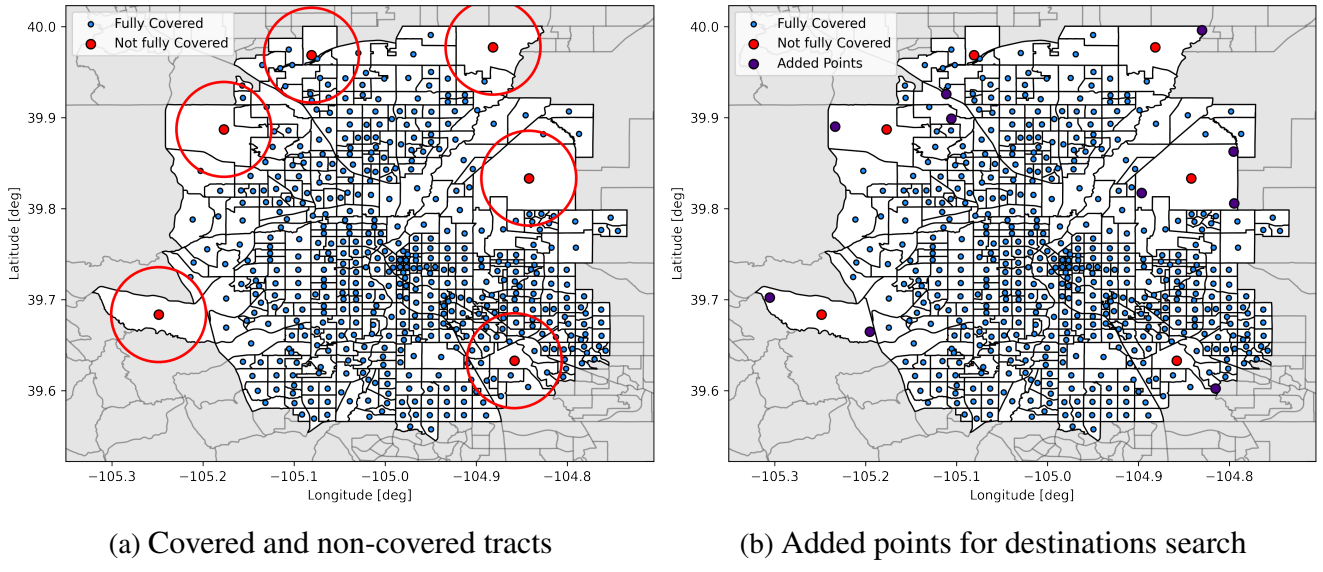 Fully Covered
Not fully Covered
40.0
39.9
39.8
39.7
39.6
Latitude [deg]
−105.3
−105.2
−105.1
−105.0
−104.9
−104.8
Longitude [deg]
(a) Covered and non-covered tracts
Fully Covered
Not fully Covered
Added Points
40.0
39.9
39.8
39.7
39.6
Latitude [deg]
−105.3
−105.2
−105.1
−105.0
−104.9
−104.8
Longitude [deg]
(b) Added points for destinations search